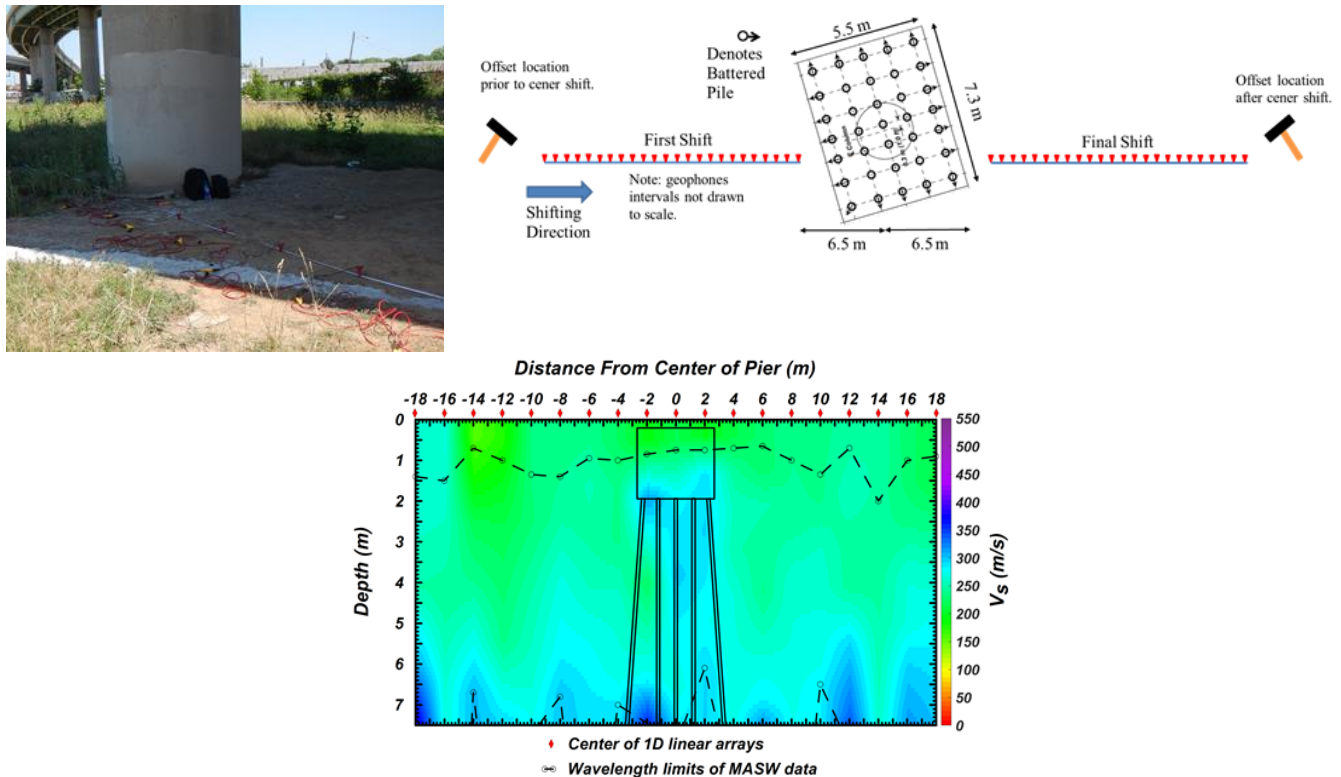 Offset location
prior to cener shift.
Denotes
Battered
Pile
5.5 m
7.3 m
Offset location
after cener shift.
First Shift
Final Shift
Note: geophones
intervals not drawn
to scale.
Shifting
Direction
6.5 m 6.5 m
Distance From Center of Pier (m)
-18 -16 -14 -12 -10 -8 -6 -4 -2 0 2 4 6 8 10 12 14 16 18
0
1
2
3
4
5
6
7
Depth (m)
550
500
450
400
350
300
250
200
150
100
50
0
Vs (m/s)
Center of 1D linear arrays
Wavelength limits of MASW data